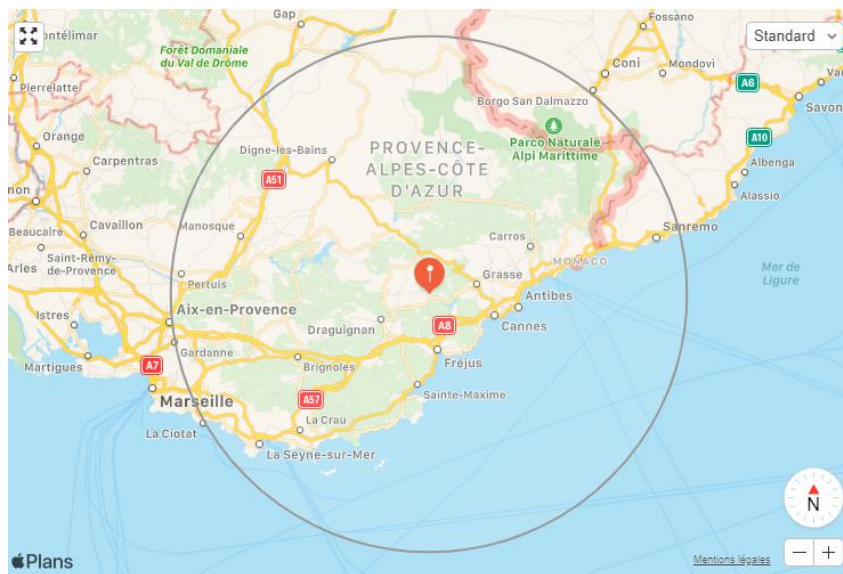 Gap
Fossano
ontélimar
Standard
Forêt Domaniale
du Val de Drôme
Coni
Mondovì
A6
Va
Pierrelatte
Borgo San Dalmazzo
Savon
Orange
PROVENCE-
ALPES-CÔTE
D'AZUR
Parco Naturale
Alpi Marittime
A10
Digne-les-Bains
Carpentras
Albenga
A51
non
Alassio
Beaucaire
Cavaillon
Manosque
Carros
Sanremo
Saint-Rémy-
de-Provence
MONACO
Arles
Pertuis
Grasse
Mer de
Ligure
Antibes
Istres
Aix-en-Provence
Draguignan
A8
Cannes
Gardanne
Fréjus
Martigues
A7
Brignoles
Marseille
A57
Sainte-Maxime
La Crau
La Ciotat
La Seyne-sur-Mer
N
Plans
Mentions légales